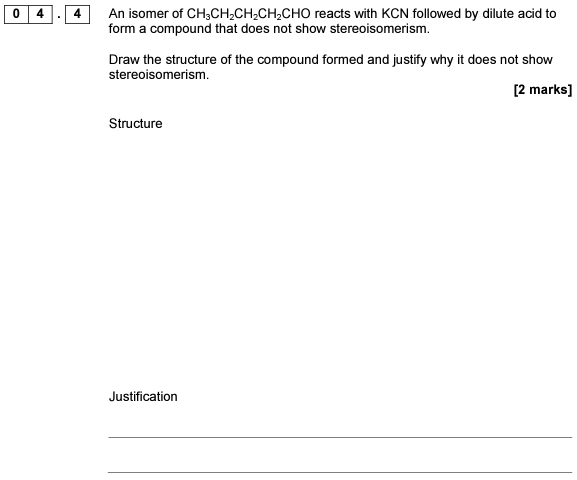 0 4 . 4 An isomer of CH₃CH₂CH₂CH₂CHO reacts with KCN followed by dilute acid to
form a compound that does not show stereoisomerism.
Draw the structure of the compound formed and justify why it does not show
stereoisomerism.
[2 marks]
Structure
Justification